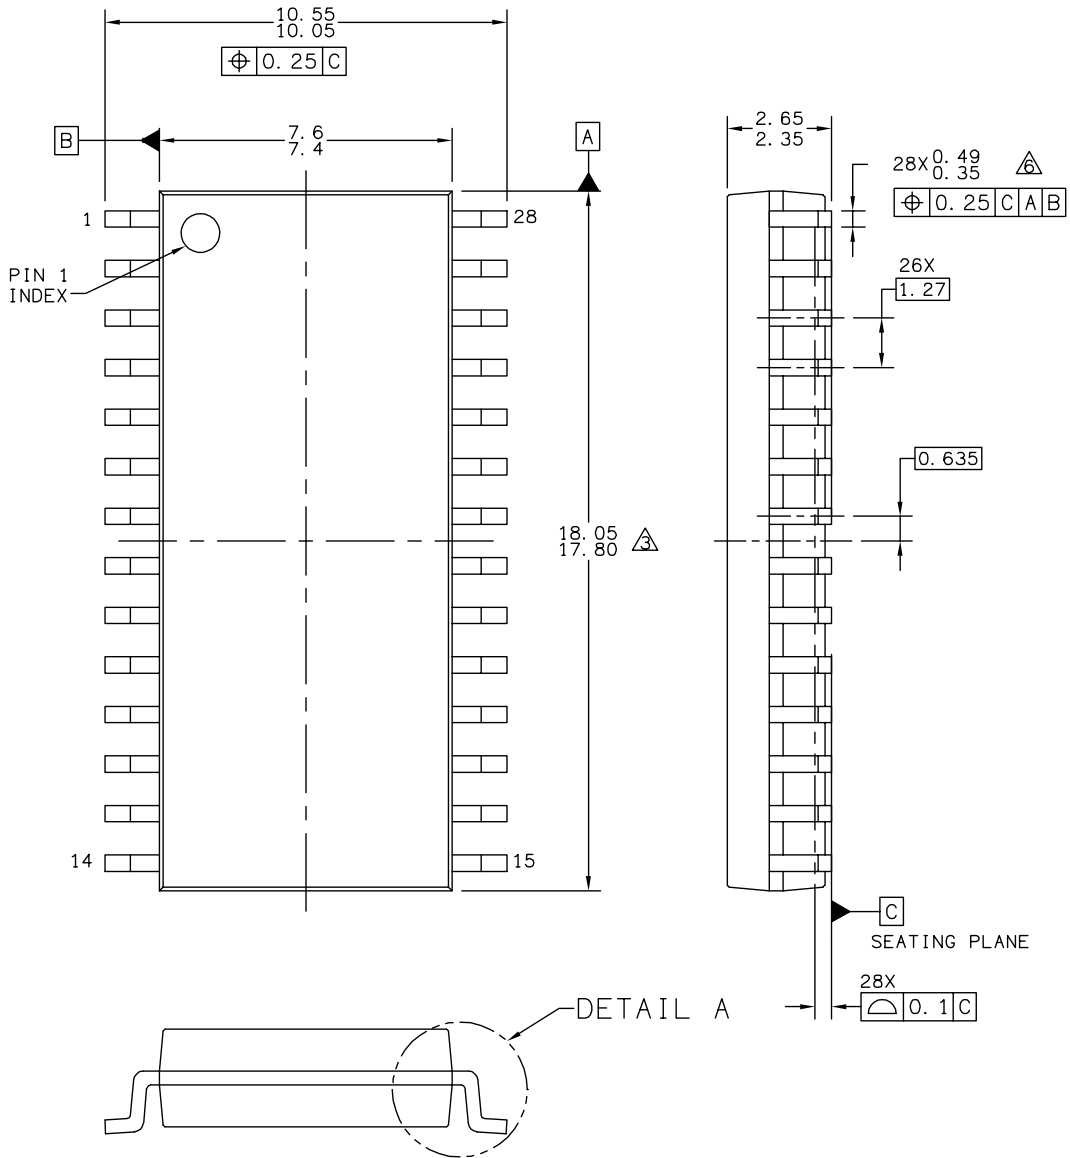 10. 55
10. 05
⌖ 0. 25 C
B
7. 6
7. 4
A
2. 65
2. 35
28X 0. 49
0. 35
6
⌖ 0. 25 C A B
1
28
PIN 1
INDEX
26X
1. 27
0. 635
18. 05
17. 80
3
14
15
C
SEATING PLANE
28X
⌓ 0. 1 C
DETAIL A